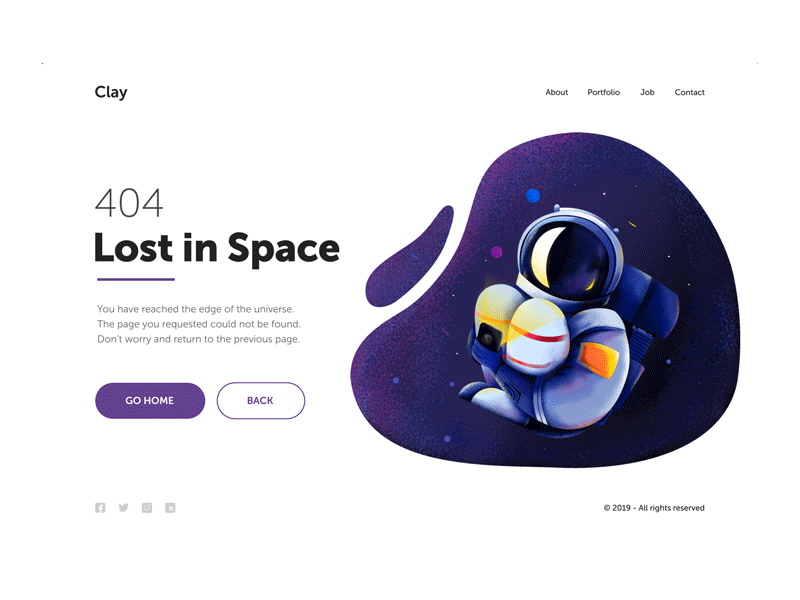 Clay
About Portfolio Job Contact
404
Lost in Space
You have reached the edge of the universe.
The page you requested could not be found.
Don't worry and return to the previous page.
GO HOME BACK
© 2019 - All rights reserved